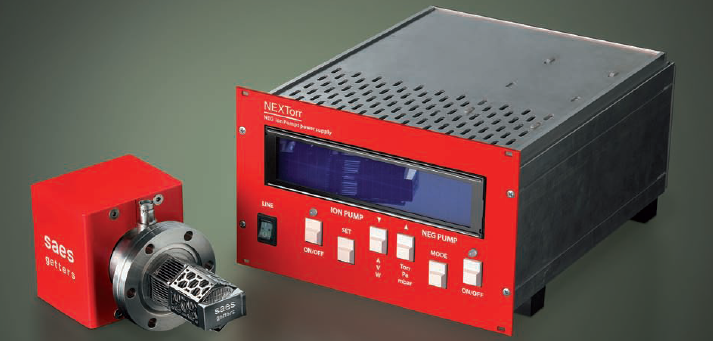 NEXTorr
NEG Ion Pumps power supply
LINE
ION PUMP
▼
▲
NEG PUMP
SET
MODE
ON/OFF
A
V
W
Torr
Pa
mbar
ON/OFF
saes
getters
saes
getters